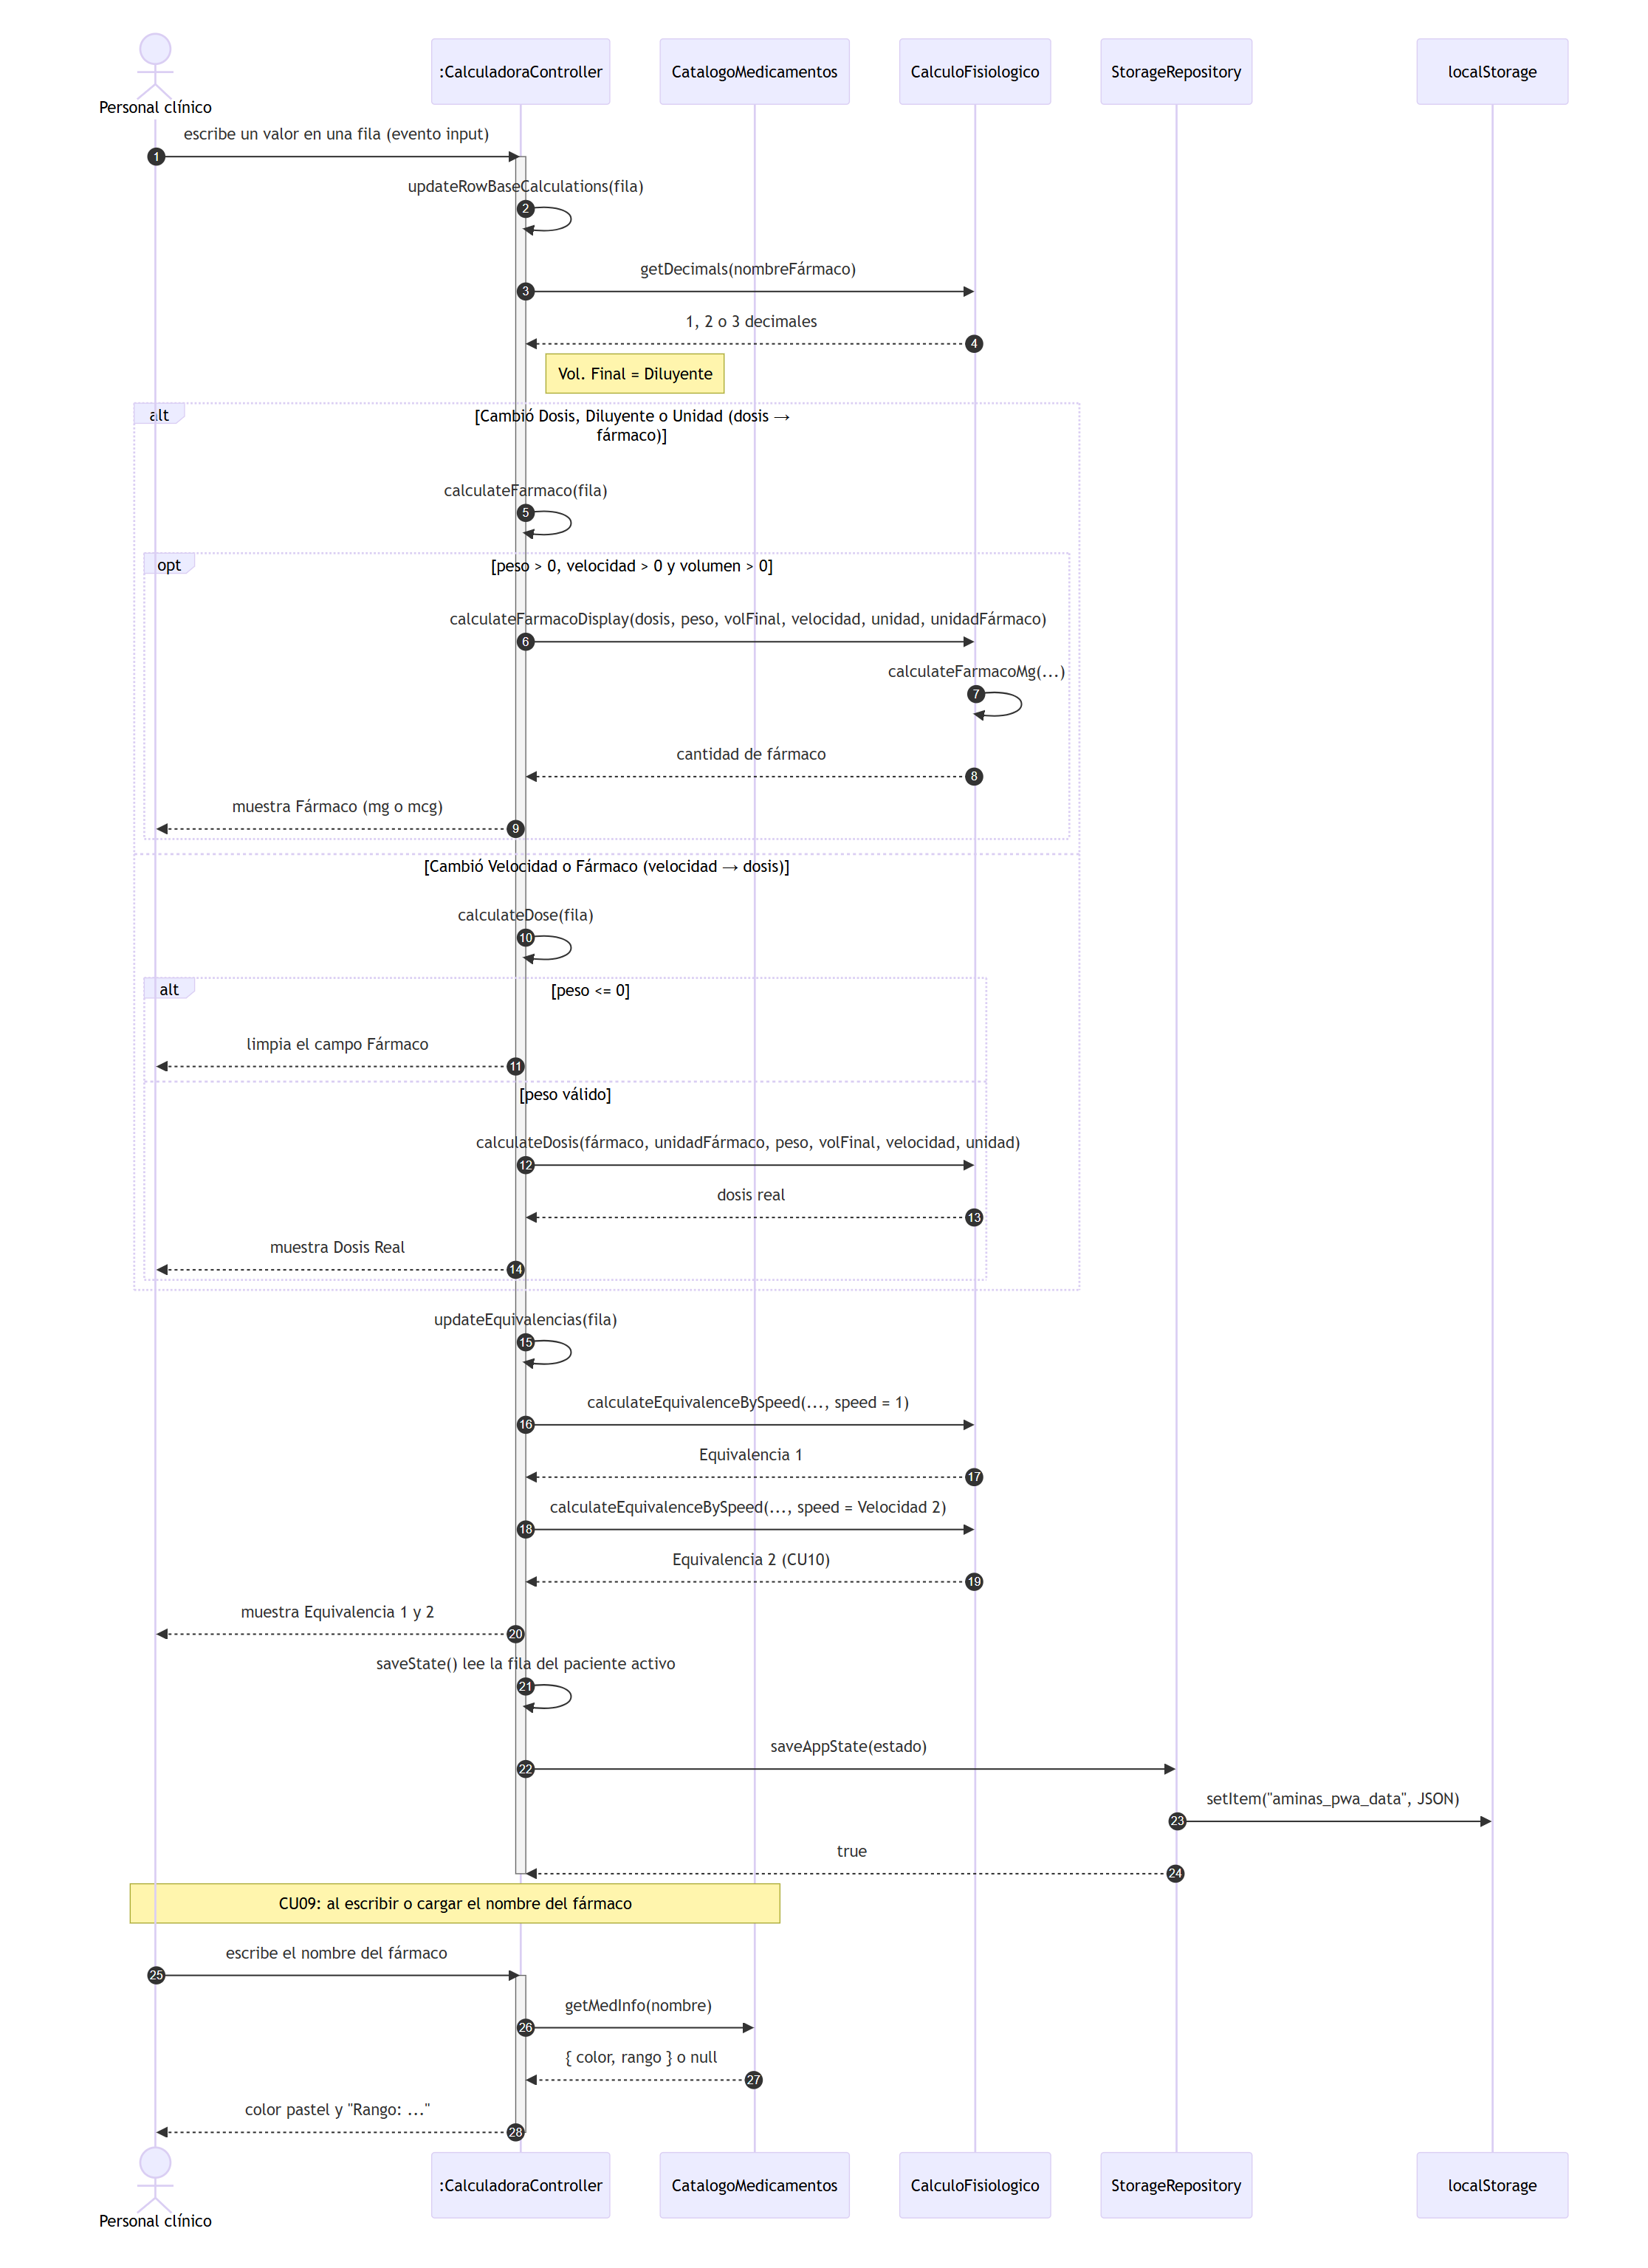 :CalculadoraController
CatalogoMedicamentos
CalculoFisiologico
StorageRepository
localStorage
Personal clínico
escribe un valor en una fila (evento input)
1
updateRowBaseCalculations(fila)
2
getDecimals(nombreFármaco)
3
1, 2 o 3 decimales
4
Vol. Final = Diluyente
alt
[Cambió Dosis, Diluyente o Unidad (dosis →
fármaco)]
calculateFarmaco(fila)
5
opt
[peso > 0, velocidad > 0 y volumen > 0]
calculateFarmacoDisplay(dosis, peso, volFinal, velocidad, unidad, unidadFármaco)
6
calculateFarmacoMg(...)
7
cantidad de fármaco
8
muestra Fármaco (mg o mcg)
9
[Cambió Velocidad o Fármaco (velocidad → dosis)]
calculateDose(fila)
10
alt
[peso <= 0]
limpia el campo Fármaco
11
[peso válido]
calculateDosis(fármaco, unidadFármaco, peso, volFinal, velocidad, unidad)
12
dosis real
13
muestra Dosis Real
14
updateEquivalencias(fila)
15
calculateEquivalenceBySpeed(..., speed = 1)
16
Equivalencia 1
17
calculateEquivalenceBySpeed(..., speed = Velocidad 2)
18
Equivalencia 2 (CU10)
19
muestra Equivalencia 1 y 2
20
saveState() lee la fila del paciente activo
21
saveAppState(estado)
22
setItem("aminas_pwa_data", JSON)
23
true
24
CU09: al escribir o cargar el nombre del fármaco
escribe el nombre del fármaco
25
getMedInfo(nombre)
26
{ color, rango } o null
27
color pastel y "Rango: ..."
28
:CalculadoraController
CatalogoMedicamentos
CalculoFisiologico
StorageRepository
localStorage
Personal clínico